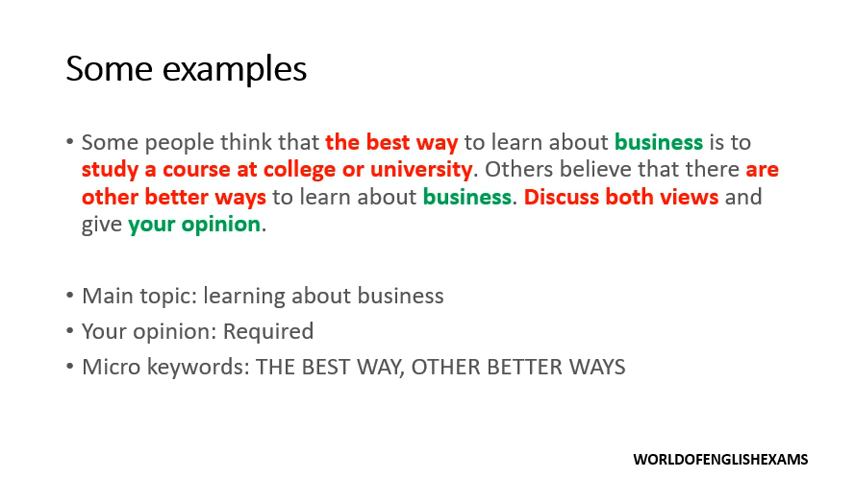 Some examples
• Some people think that the best way to learn about business is to
study a course at college or university. Others believe that there are
other better ways to learn about business. Discuss both views and
give your opinion.
• Main topic: learning about business
• Your opinion: Required
• Micro keywords: THE BEST WAY, OTHER BETTER WAYS
WORLDOFENGLISHEXAMS